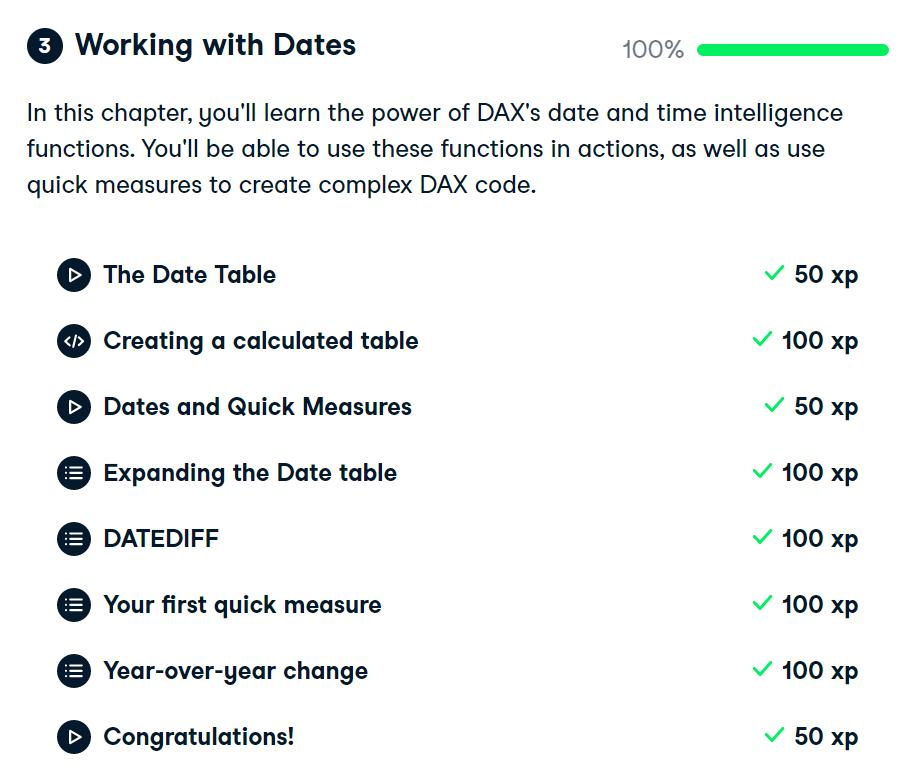 3 Working with Dates 100%
In this chapter, you'll learn the power of DAX's date and time intelligence
functions. You'll be able to use these functions in actions, as well as use
quick measures to create complex DAX code.
The Date Table 50 xp
Creating a calculated table 100 xp
Dates and Quick Measures 50 xp
Expanding the Date table 100 xp
DATEDIFF 100 xp
Your first quick measure 100 xp
Year-over-year change 100 xp
Congratulations! 50 xp